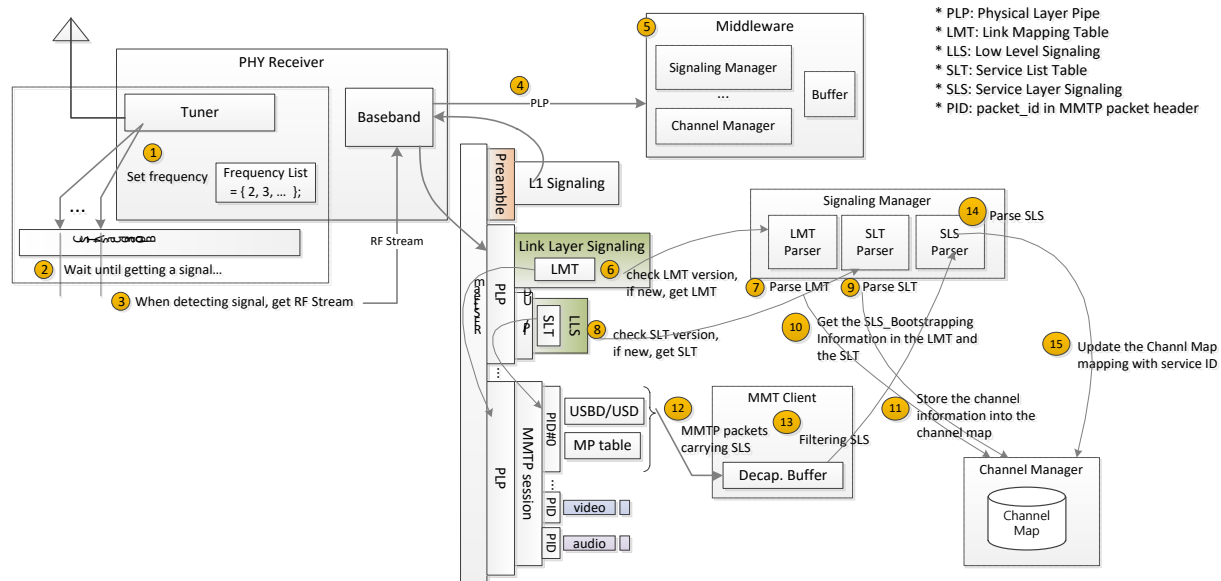 * PLP: Physical Layer Pipe
* LMT: Link Mapping Table
* LLS: Low Level Signaling
* SLT: Service List Table
* SLS: Service Layer Signaling
* PID: packet_id in MMTP packet header
PHY Receiver
Tuner
Baseband
1
Set frequency
Frequency List
= { 2, 3, … };
...
2
Wait until getting a signal…
3
When detecting signal, get RF Stream
RF Stream
4
PLP
5
Middleware
Signaling Manager
...
Channel Manager
Buffer
Preamble
L1 Signaling
PLP
Link Layer Signaling
LMT
6
check LMT version,
if new, get LMT
SLT
LLS
8
check SLT version,
if new, get SLT
...
PLP
MMTP session
PID#0
USBD/USD
MP table
...
PID
video
PID
audio
12
MMTP packets
carrying SLS
MMT Client
13
Filtering SLS
Decap. Buffer
Signaling Manager
LMT
Parser
SLT
Parser
SLS
Parser
14
Parse SLS
7
Parse LMT
9
Parse SLT
10
Get the SLS_Bootstrapping
Information in the LMT and
the SLT
11
Store the channel
information into the
channel map
15
Update the Channl Map
mapping with service ID
Channel Manager
Channel
Map